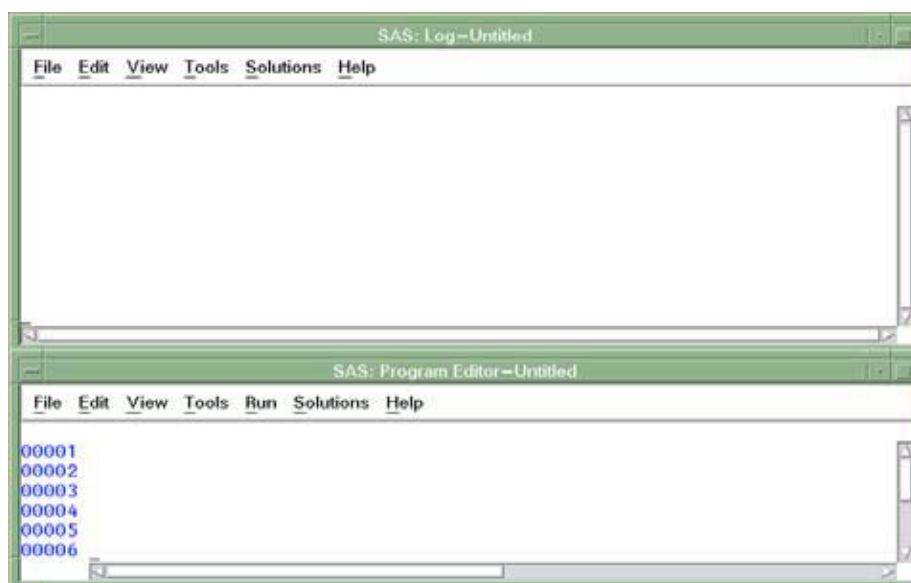 SAS: Log-Untitled
File Edit View Tools Solutions Help
SAS: Program Editor-Untitled
File Edit View Tools Run Solutions Help
00001
00002
00003
00004
00005
00006